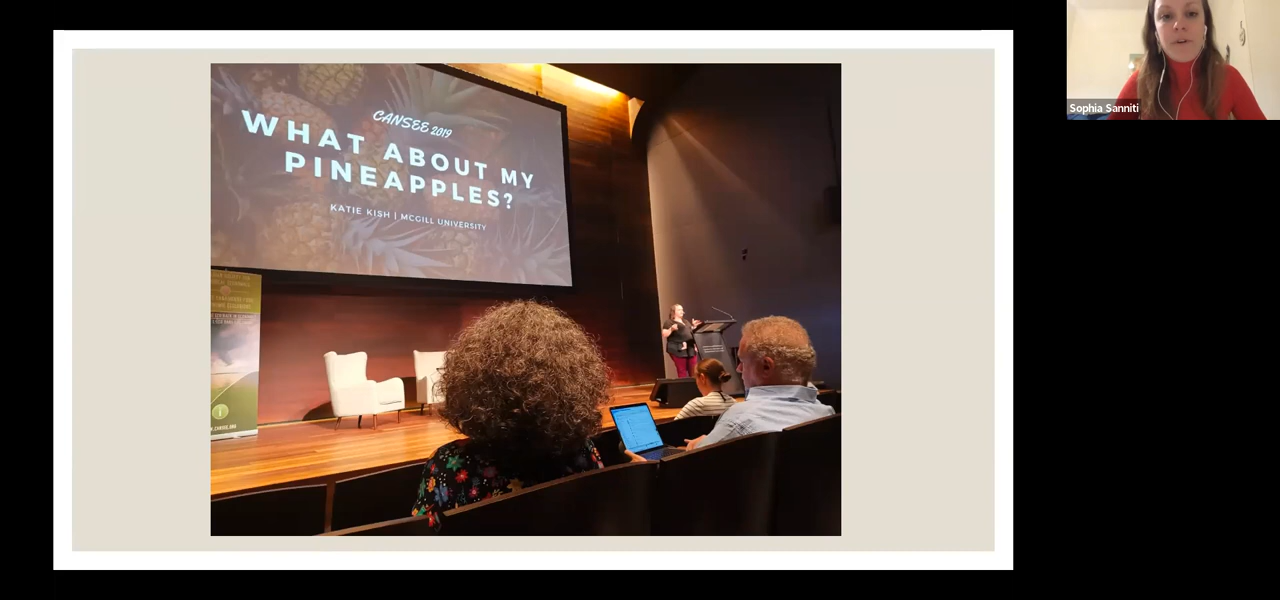 CANSEE 2019
WHAT ABOUT MY
PINEAPPLES?
KATIE KISH | MCGILL UNIVERSITY
Sophia Sanniti